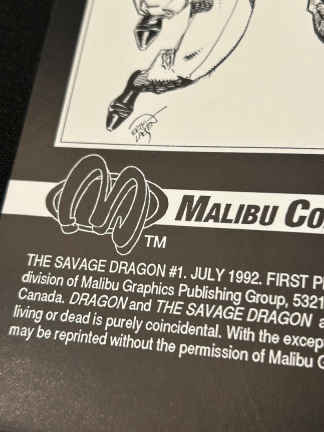 MALIBU CO
TM
THE SAVAGE DRAGON #1. JULY 1992. FIRST P
division of Malibu Graphics Publishing Group, 5321
Canada. DRAGON and THE SAVAGE DRAGON a
living or dead is purely coincidental. With the excep
may be reprinted without the permission of Malibu G